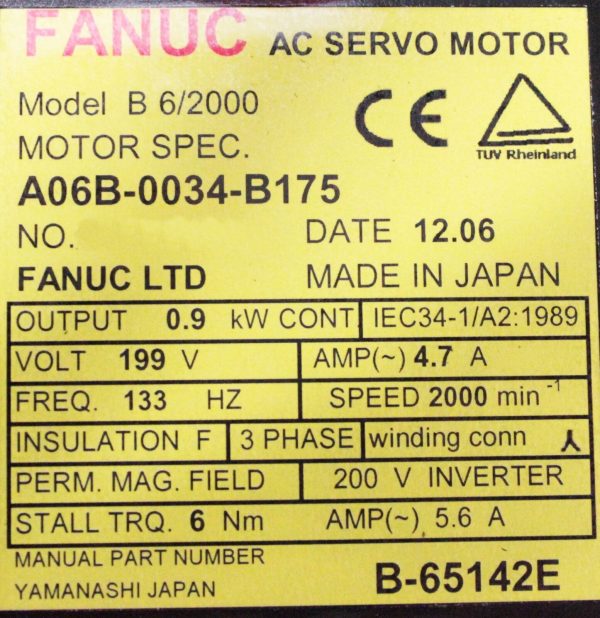 FANUC AC SERVO MOTOR
Model B 6/2000
MOTOR SPEC.
CE
TUV Rheinland
A06B-0034-B175
NO. DATE 12.06
FANUC LTD MADE IN JAPAN
OUTPUT 0.9 kW CONT IEC34-1/A2:1989
VOLT 199 V AMP(~) 4.7 A
FREQ. 133 HZ SPEED 2000 min -1
INSULATION F 3 PHASE winding conn
PERM. MAG. FIELD 200 V INVERTER
STALL TRQ. 6 Nm AMP(~) 5.6 A
MANUAL PART NUMBER
YAMANASHI JAPAN B-65142E